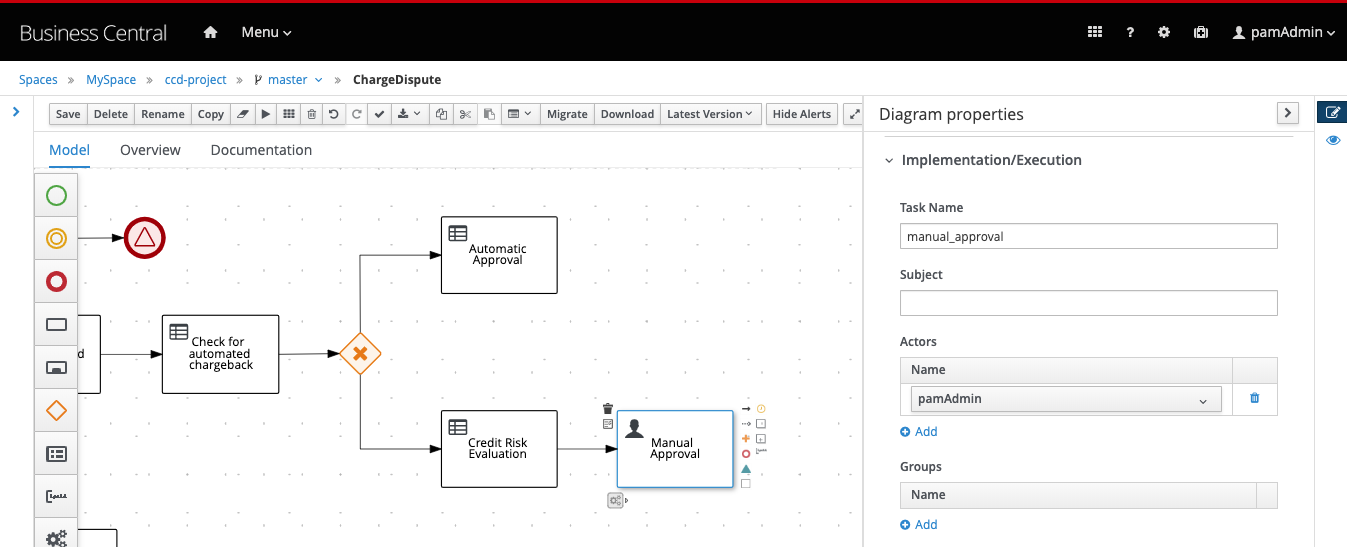 Business Central
Menu
?
pamAdmin
Spaces » MySpace » ccd-project » master » ChargeDispute
Save Delete Rename Copy Migrate Download Latest Version Hide Alerts
Model Overview Documentation
Automatic
Approval
d
Check for
automated
chargeback
Credit Risk
Evaluation
Manual
Approval
Diagram properties
Implementation/Execution
Task Name
manual_approval
Subject
Actors
Name
pamAdmin
Add
Groups
Name
Add